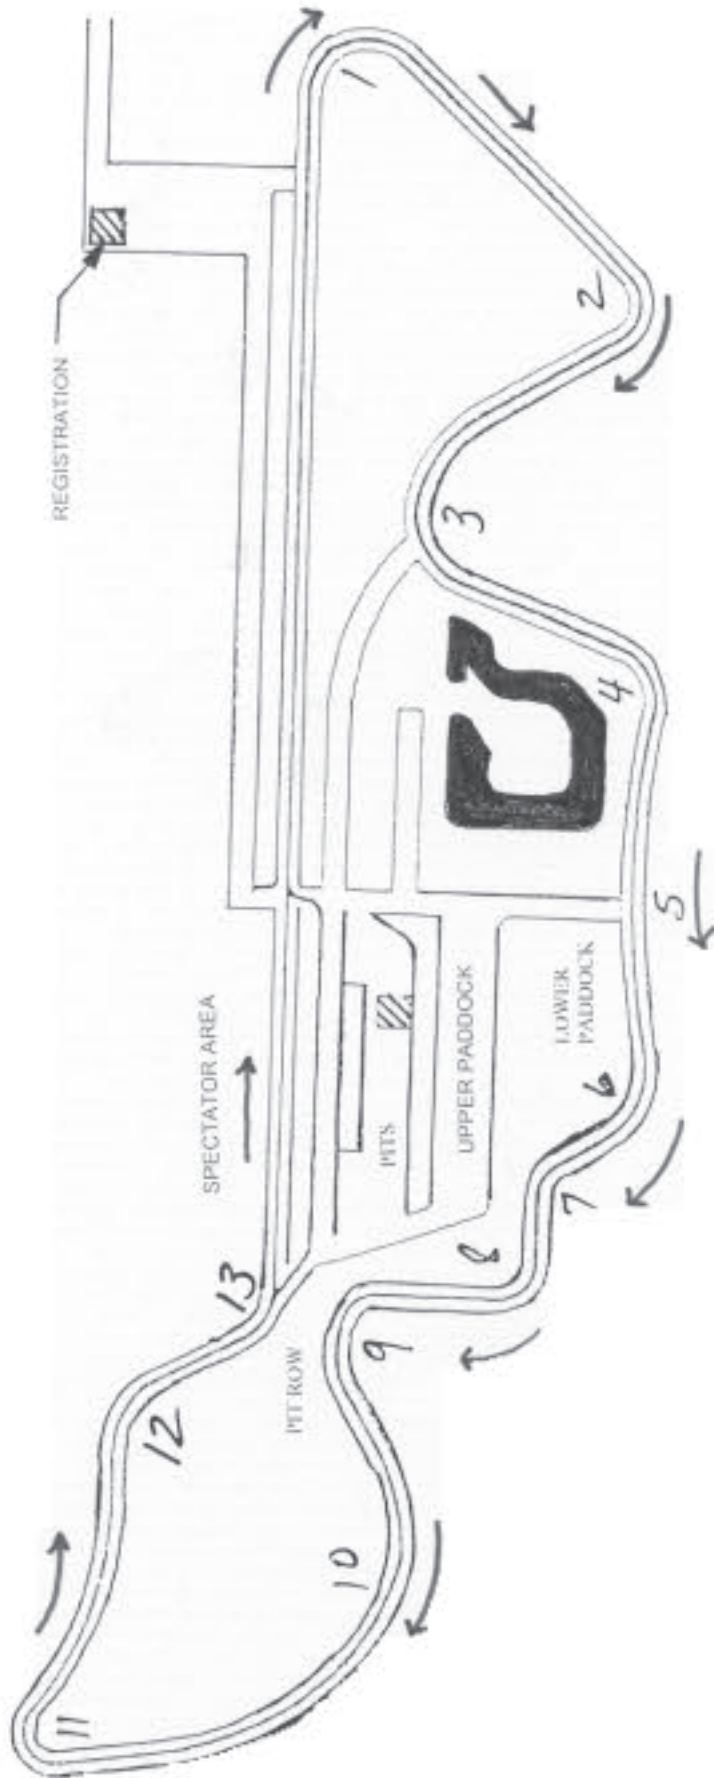 REGISTRATION
1
2
3
4
5
LOWER
PADDOCK
UPPER PADDOCK
PITS
SPECTATOR AREA
6
7
8
9
PIT ROW
10
11
12
13